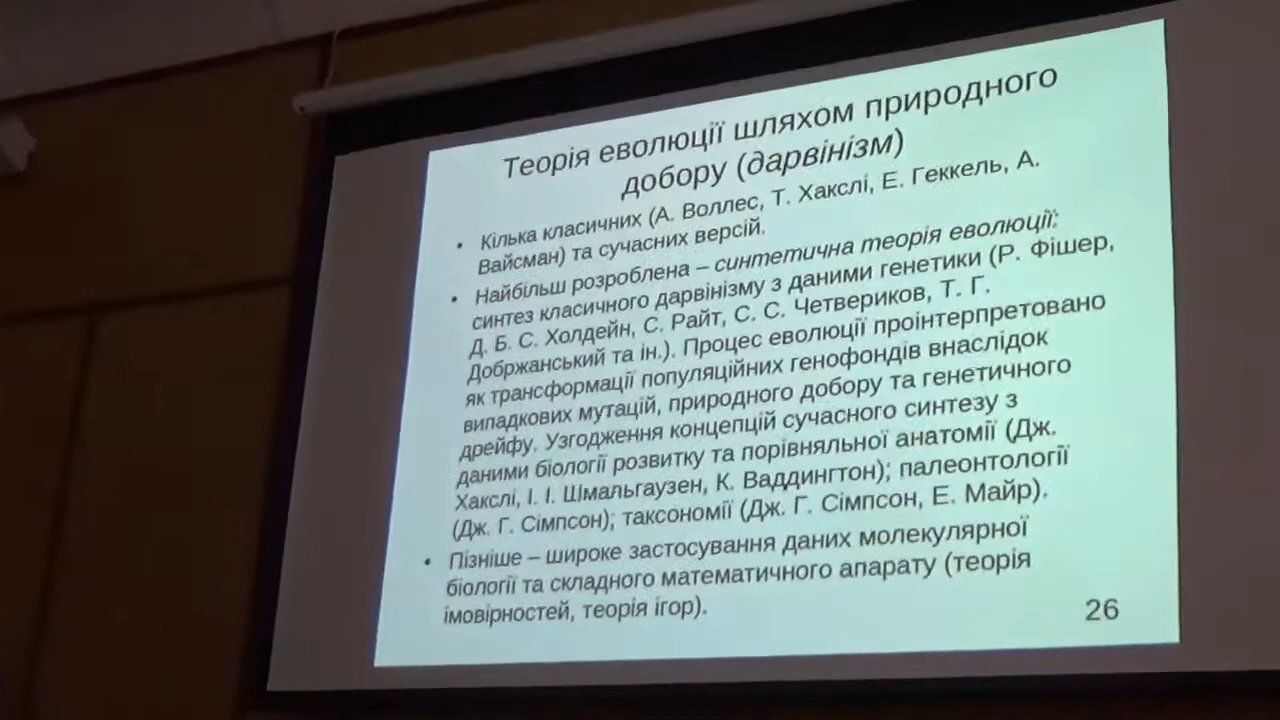 Теорія еволюції шляхом природного
добору (дарвінізм)
• Кілька класичних (А. Воллес, Т. Хакслі, Е. Геккель, А.
Вайсман) та сучасних версій.
• Найбільш розроблена – синтетична теорія еволюції:
синтез класичного дарвінізму з даними генетики (Р. Фішер,
Д. Б. С. Холдейн, С. Райт, С. С. Четвериков, Т. Г.
Добржанський та ін.). Процес еволюції проінтерпретовано
як трансформації популяційних генофондів внаслідок
випадкових мутацій, природного добору та генетичного
дрейфу. Узгодження концепцій сучасного синтезу з
даними біології розвитку та порівняльної анатомії (Дж.
Хакслі, І. І. Шмальгаузен, К. Ваддингтон); палеонтології
(Дж. Г. Сімпсон); таксономії (Дж. Г. Сімпсон, Е. Майр).
• Пізніше – широке застосування даних молекулярної
біології та складного математичного апарату (теорія
імовірностей, теорія ігор).
26